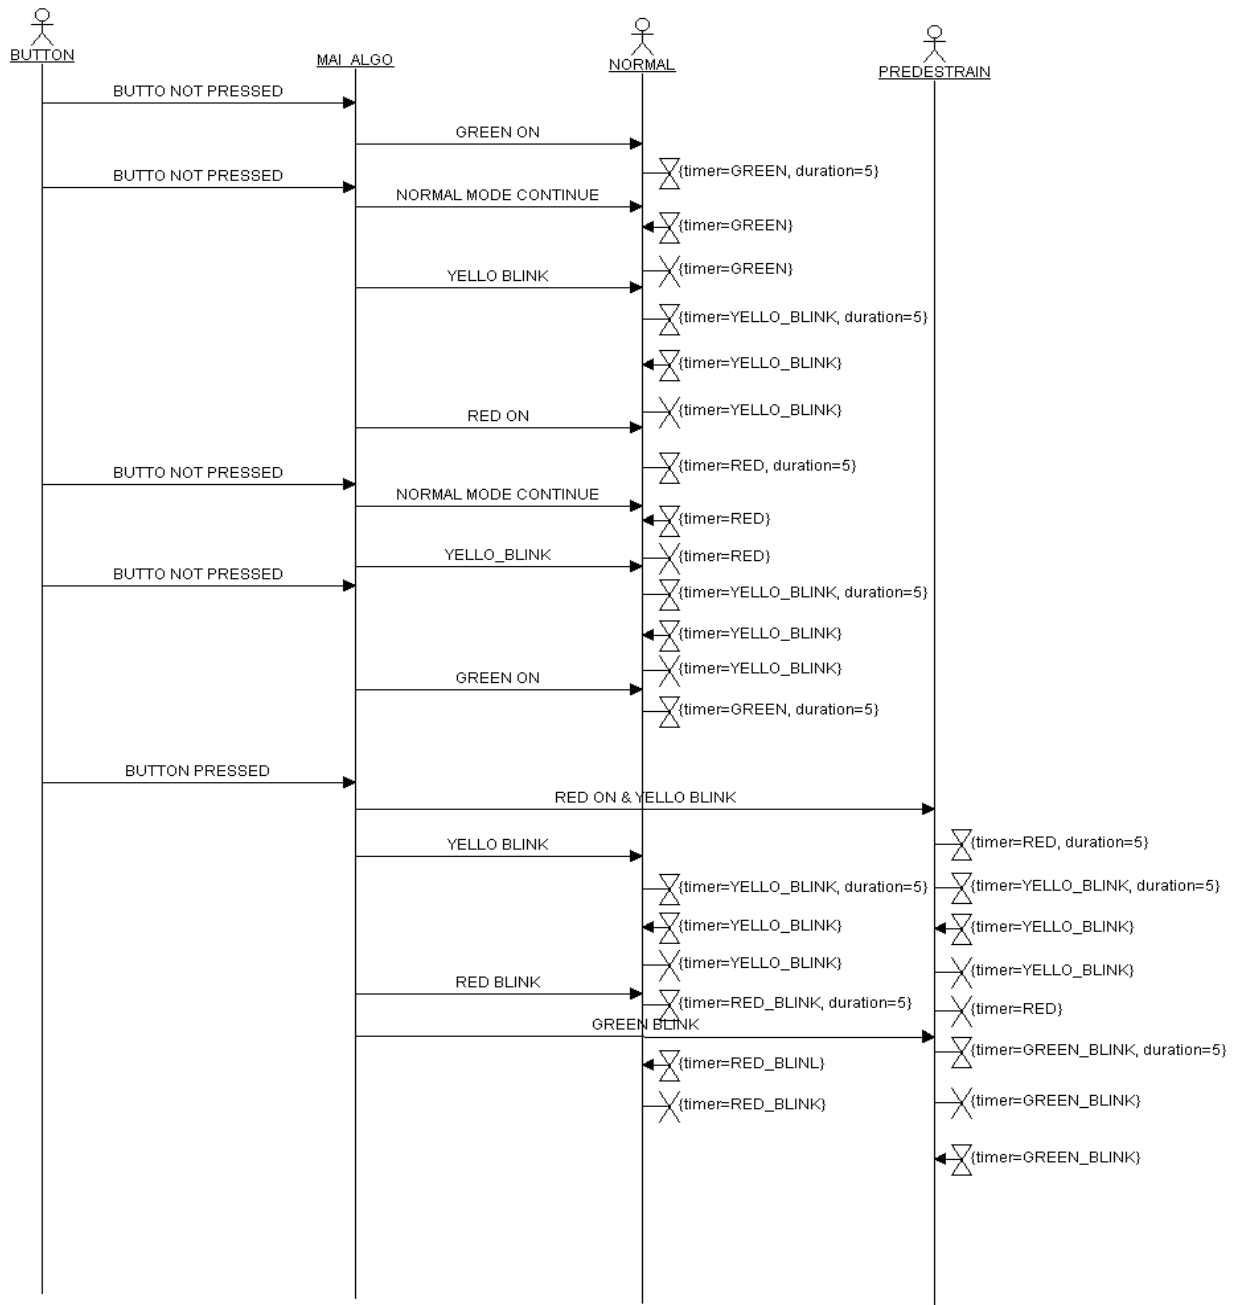 BUTTON
MAI_ALGO
NORMAL
PREDESTRAIN
BUTTO NOT PRESSED
GREEN ON
{timer=GREEN, duration=5}
BUTTO NOT PRESSED
NORMAL MODE CONTINUE
{timer=GREEN}
{timer=GREEN}
YELLO BLINK
{timer=YELLO_BLINK, duration=5}
{timer=YELLO_BLINK}
{timer=YELLO_BLINK}
RED ON
{timer=RED, duration=5}
BUTTO NOT PRESSED
NORMAL MODE CONTINUE
{timer=RED}
YELLO_BLINK
{timer=RED}
BUTTO NOT PRESSED
{timer=YELLO_BLINK, duration=5}
{timer=YELLO_BLINK}
{timer=YELLO_BLINK}
GREEN ON
{timer=GREEN, duration=5}
BUTTON PRESSED
RED ON & YELLO BLINK
YELLO BLINK
{timer=RED, duration=5}
{timer=YELLO_BLINK, duration=5}
{timer=YELLO_BLINK, duration=5}
{timer=YELLO_BLINK}
{timer=YELLO_BLINK}
{timer=YELLO_BLINK}
{timer=YELLO_BLINK}
RED BLINK
{timer=RED_BLINK, duration=5}
{timer=RED}
GREEN BLINK
{timer=GREEN_BLINK, duration=5}
{timer=RED_BLINL}
{timer=RED_BLINK}
{timer=GREEN_BLINK}
{timer=GREEN_BLINK}